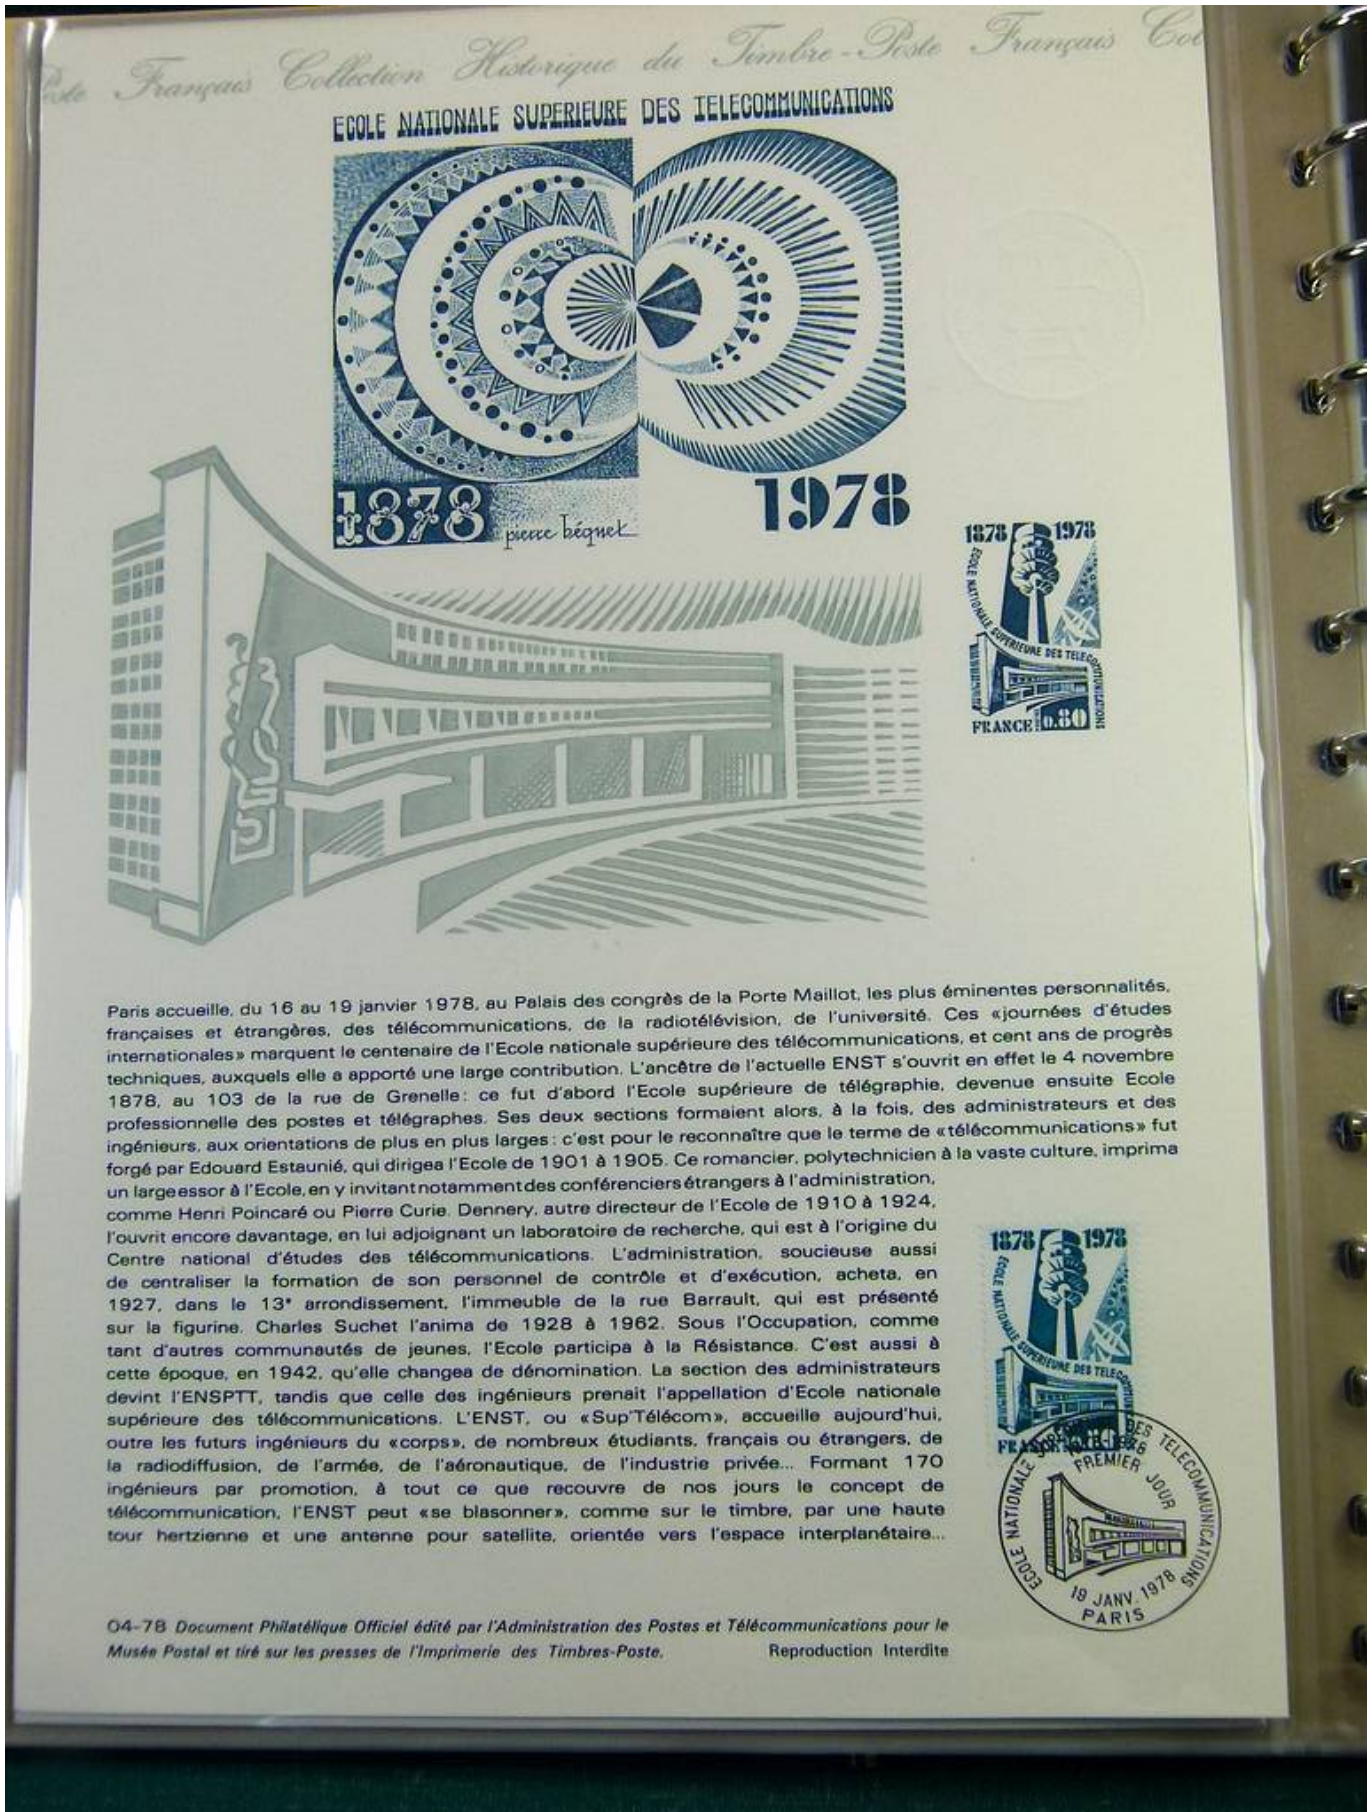 Poste Français Collection Historique du Timbre-Poste Français Col
ECOLE NATIONALE SUPERIEURE DES TELECOMMUNICATIONS
1878
pierre béquet
1978
1878 1978
ECOLE NATIONALE SUPERIEURE DES TELECOMMUNICATIONS
FRANCE 0.80
Paris accueille, du 16 au 19 janvier 1978, au Palais des congrès de la Porte Maillot, les plus éminentes personnalités,
françaises et étrangères, des télécommunications, de la radiotélévision, de l'université. Ces «journées d'études
internationales» marquent le centenaire de l'Ecole nationale supérieure des télécommunications, et cent ans de progrès
techniques, auxquels elle a apporté une large contribution. L'ancêtre de l'actuelle ENST s'ouvrit en effet le 4 novembre
1878, au 103 de la rue de Grenelle: ce fut d'abord l'Ecole supérieure de télégraphie, devenue ensuite Ecole
professionnelle des postes et télégraphes. Ses deux sections formaient alors, à la fois, des administrateurs et des
ingénieurs, aux orientations de plus en plus larges: c'est pour le reconnaître que le terme de «télécommunications» fut
forgé par Edouard Estaunié, qui dirigea l'Ecole de 1901 à 1905. Ce romancier, polytechnicien à la vaste culture, imprima
un large essor à l'Ecole, en y invitant notamment des conférenciers étrangers à l'administration,
comme Henri Poincaré ou Pierre Curie. Dennery, autre directeur de l'Ecole de 1910 à 1924,
l'ouvrit encore davantage, en lui adjoignant un laboratoire de recherche, qui est à l'origine du
Centre national d'études des télécommunications. L'administration, soucieuse aussi
de centraliser la formation de son personnel de contrôle et d'exécution, acheta, en
1927, dans le 13e arrondissement, l'immeuble de la rue Barrault, qui est présenté
sur la figurine. Charles Suchet l'anima de 1928 à 1962. Sous l'Occupation, comme
tant d'autres communautés de jeunes, l'Ecole participa à la Résistance. C'est aussi à
cette époque, en 1942, qu'elle changea de dénomination. La section des administrateurs
devint l'ENSPTT, tandis que celle des ingénieurs prenait l'appellation d'Ecole nationale
supérieure des télécommunications. L'ENST, ou «Sup'Télécom», accueille aujourd'hui,
outre les futurs ingénieurs du «corps», de nombreux étudiants, français ou étrangers, de
la radiodiffusion, de l'armée, de l'aéronautique, de l'industrie privée... Formant 170
ingénieurs par promotion, à tout ce que recouvre de nos jours le concept de
télécommunication, l'ENST peut «se blasonner», comme sur le timbre, par une haute
tour hertzienne et une antenne pour satellite, orientée vers l'espace interplanétaire...
1878 1978
ECOLE NATIONALE SUPERIEURE DES TELECOMMU
FRANCE
ECOLE NATIONALE SUPERIEURE DES TELECOMMUNICATIONS
PREMIER JOUR
19 JANV. 1978
PARIS
04-78 Document Philatélique Officiel édité par l'Administration des Postes et Télécommunications pour le
Musée Postal et tiré sur les presses de l'Imprimerie des Timbres-Poste. Reproduction Interdite